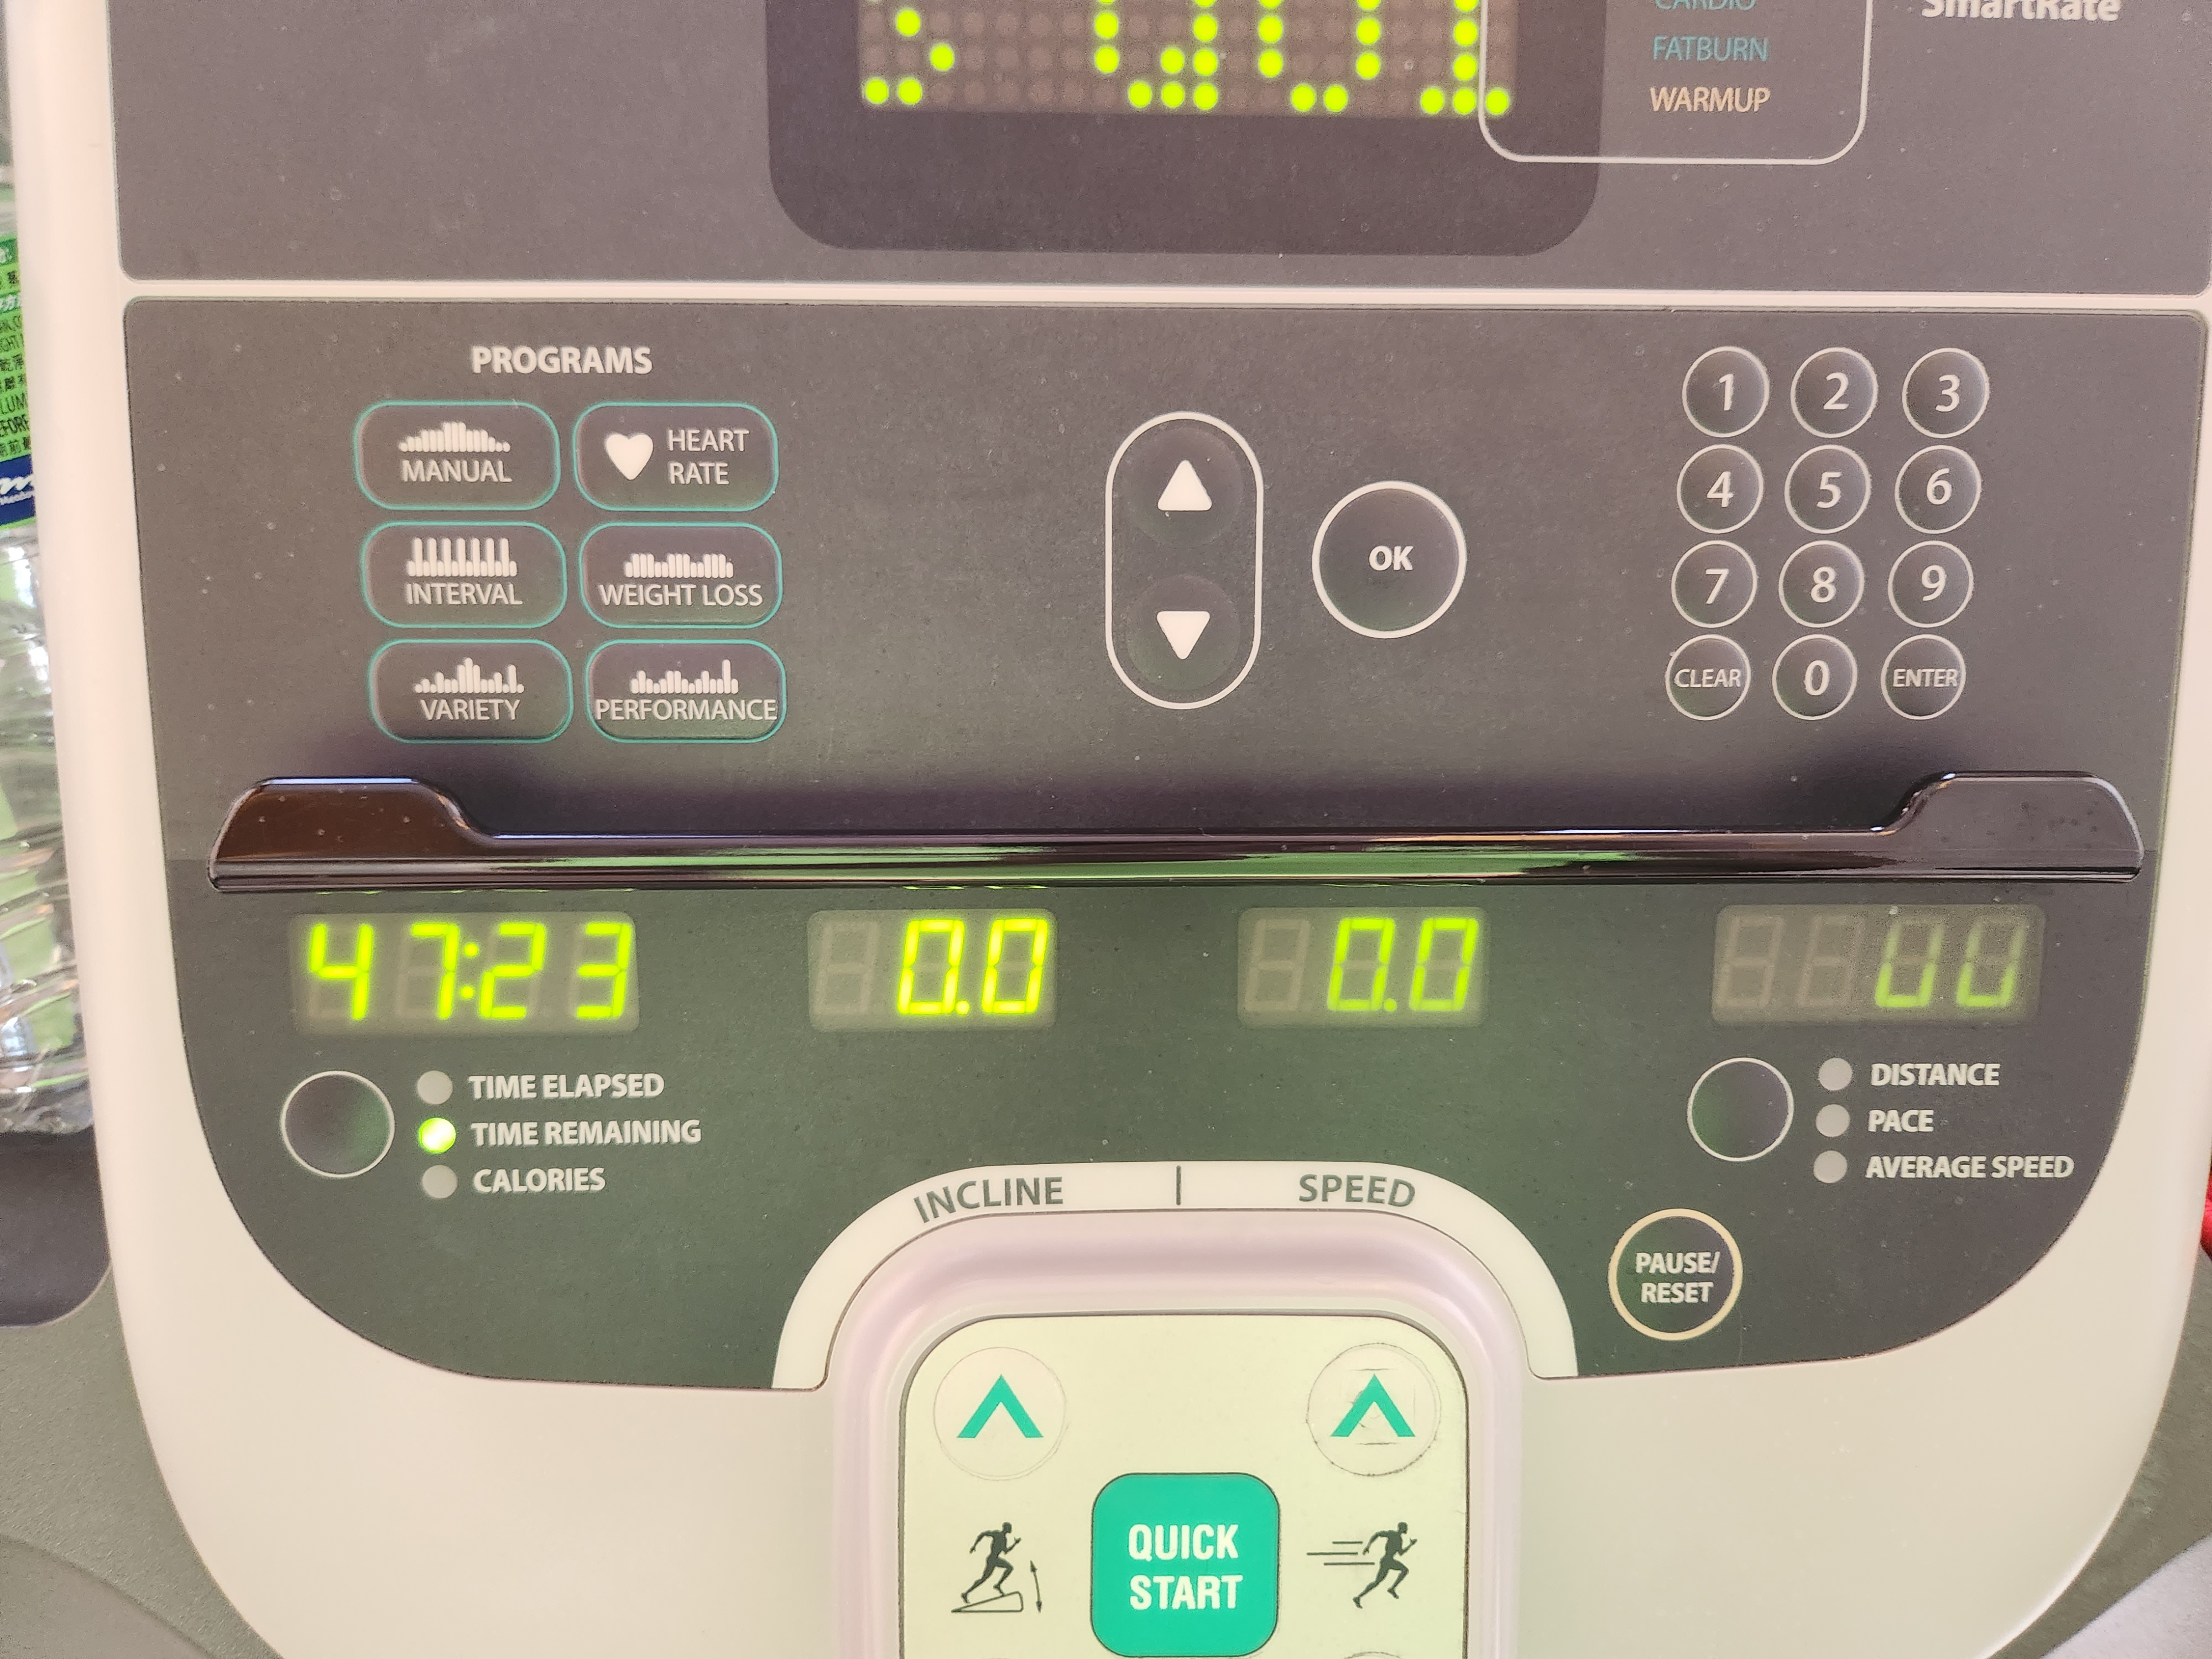 FATBURN
WARMUP
SmartRate
PROGRAMS
MANUAL
HEART
RATE
INTERVAL
WEIGHT LOSS
VARIETY
PERFORMANCE
OK
1 2 3
4 5 6
7 8 9
CLEAR 0 ENTER
47:23
0.0
0.0
TIME ELAPSED
TIME REMAINING
CALORIES
DISTANCE
PACE
AVERAGE SPEED
INCLINE | SPEED
PAUSE/
RESET
QUICK
START